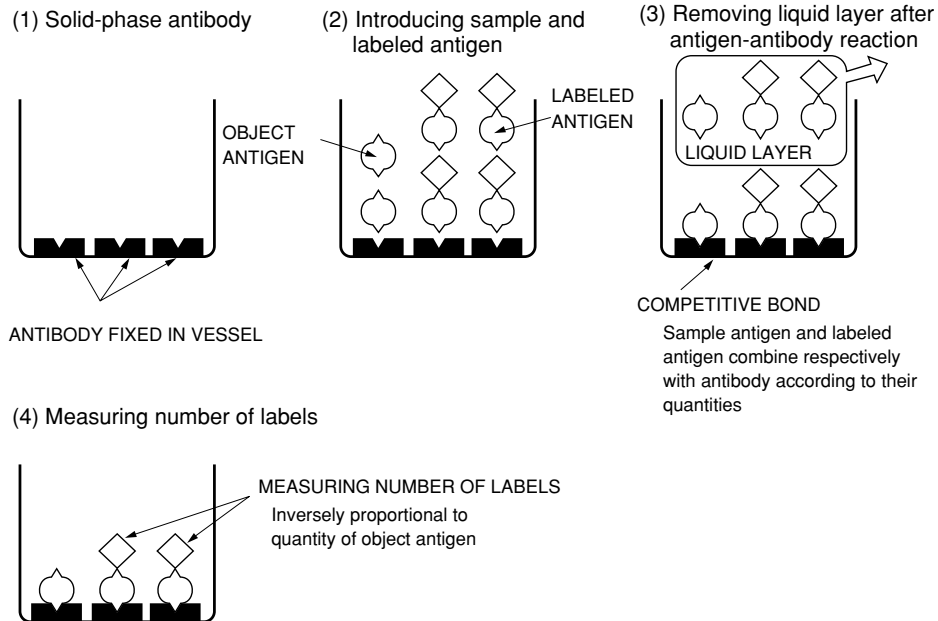 (1) Solid-phase antibody
(2) Introducing sample and
labeled antigen
(3) Removing liquid layer after
antigen-antibody reaction
OBJECT
ANTIGEN
LABELED
ANTIGEN
LIQUID LAYER
ANTIBODY FIXED IN VESSEL
COMPETITIVE BOND
Sample antigen and labeled
antigen combine respectively
with antibody according to their
quantities
(4) Measuring number of labels
MEASURING NUMBER OF LABELS
Inversely proportional to
quantity of object antigen